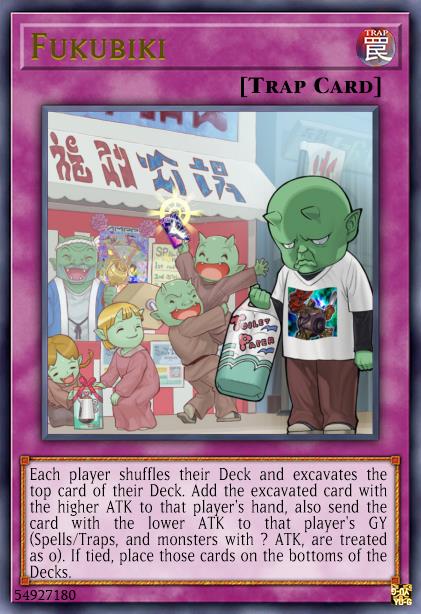 Fukubiki
TRAP
罠
[Trap Card]
Toilet
Paper
Each player shuffles their Deck and excavates the
top card of their Deck. Add the excavated card with
the higher ATK to that player's hand, also send the
card with the lower ATK to that player's GY
(Spells/Traps, and monsters with ? ATK, are treated
as 0). If tied, place those cards on the bottoms of the
Decks.
54927180